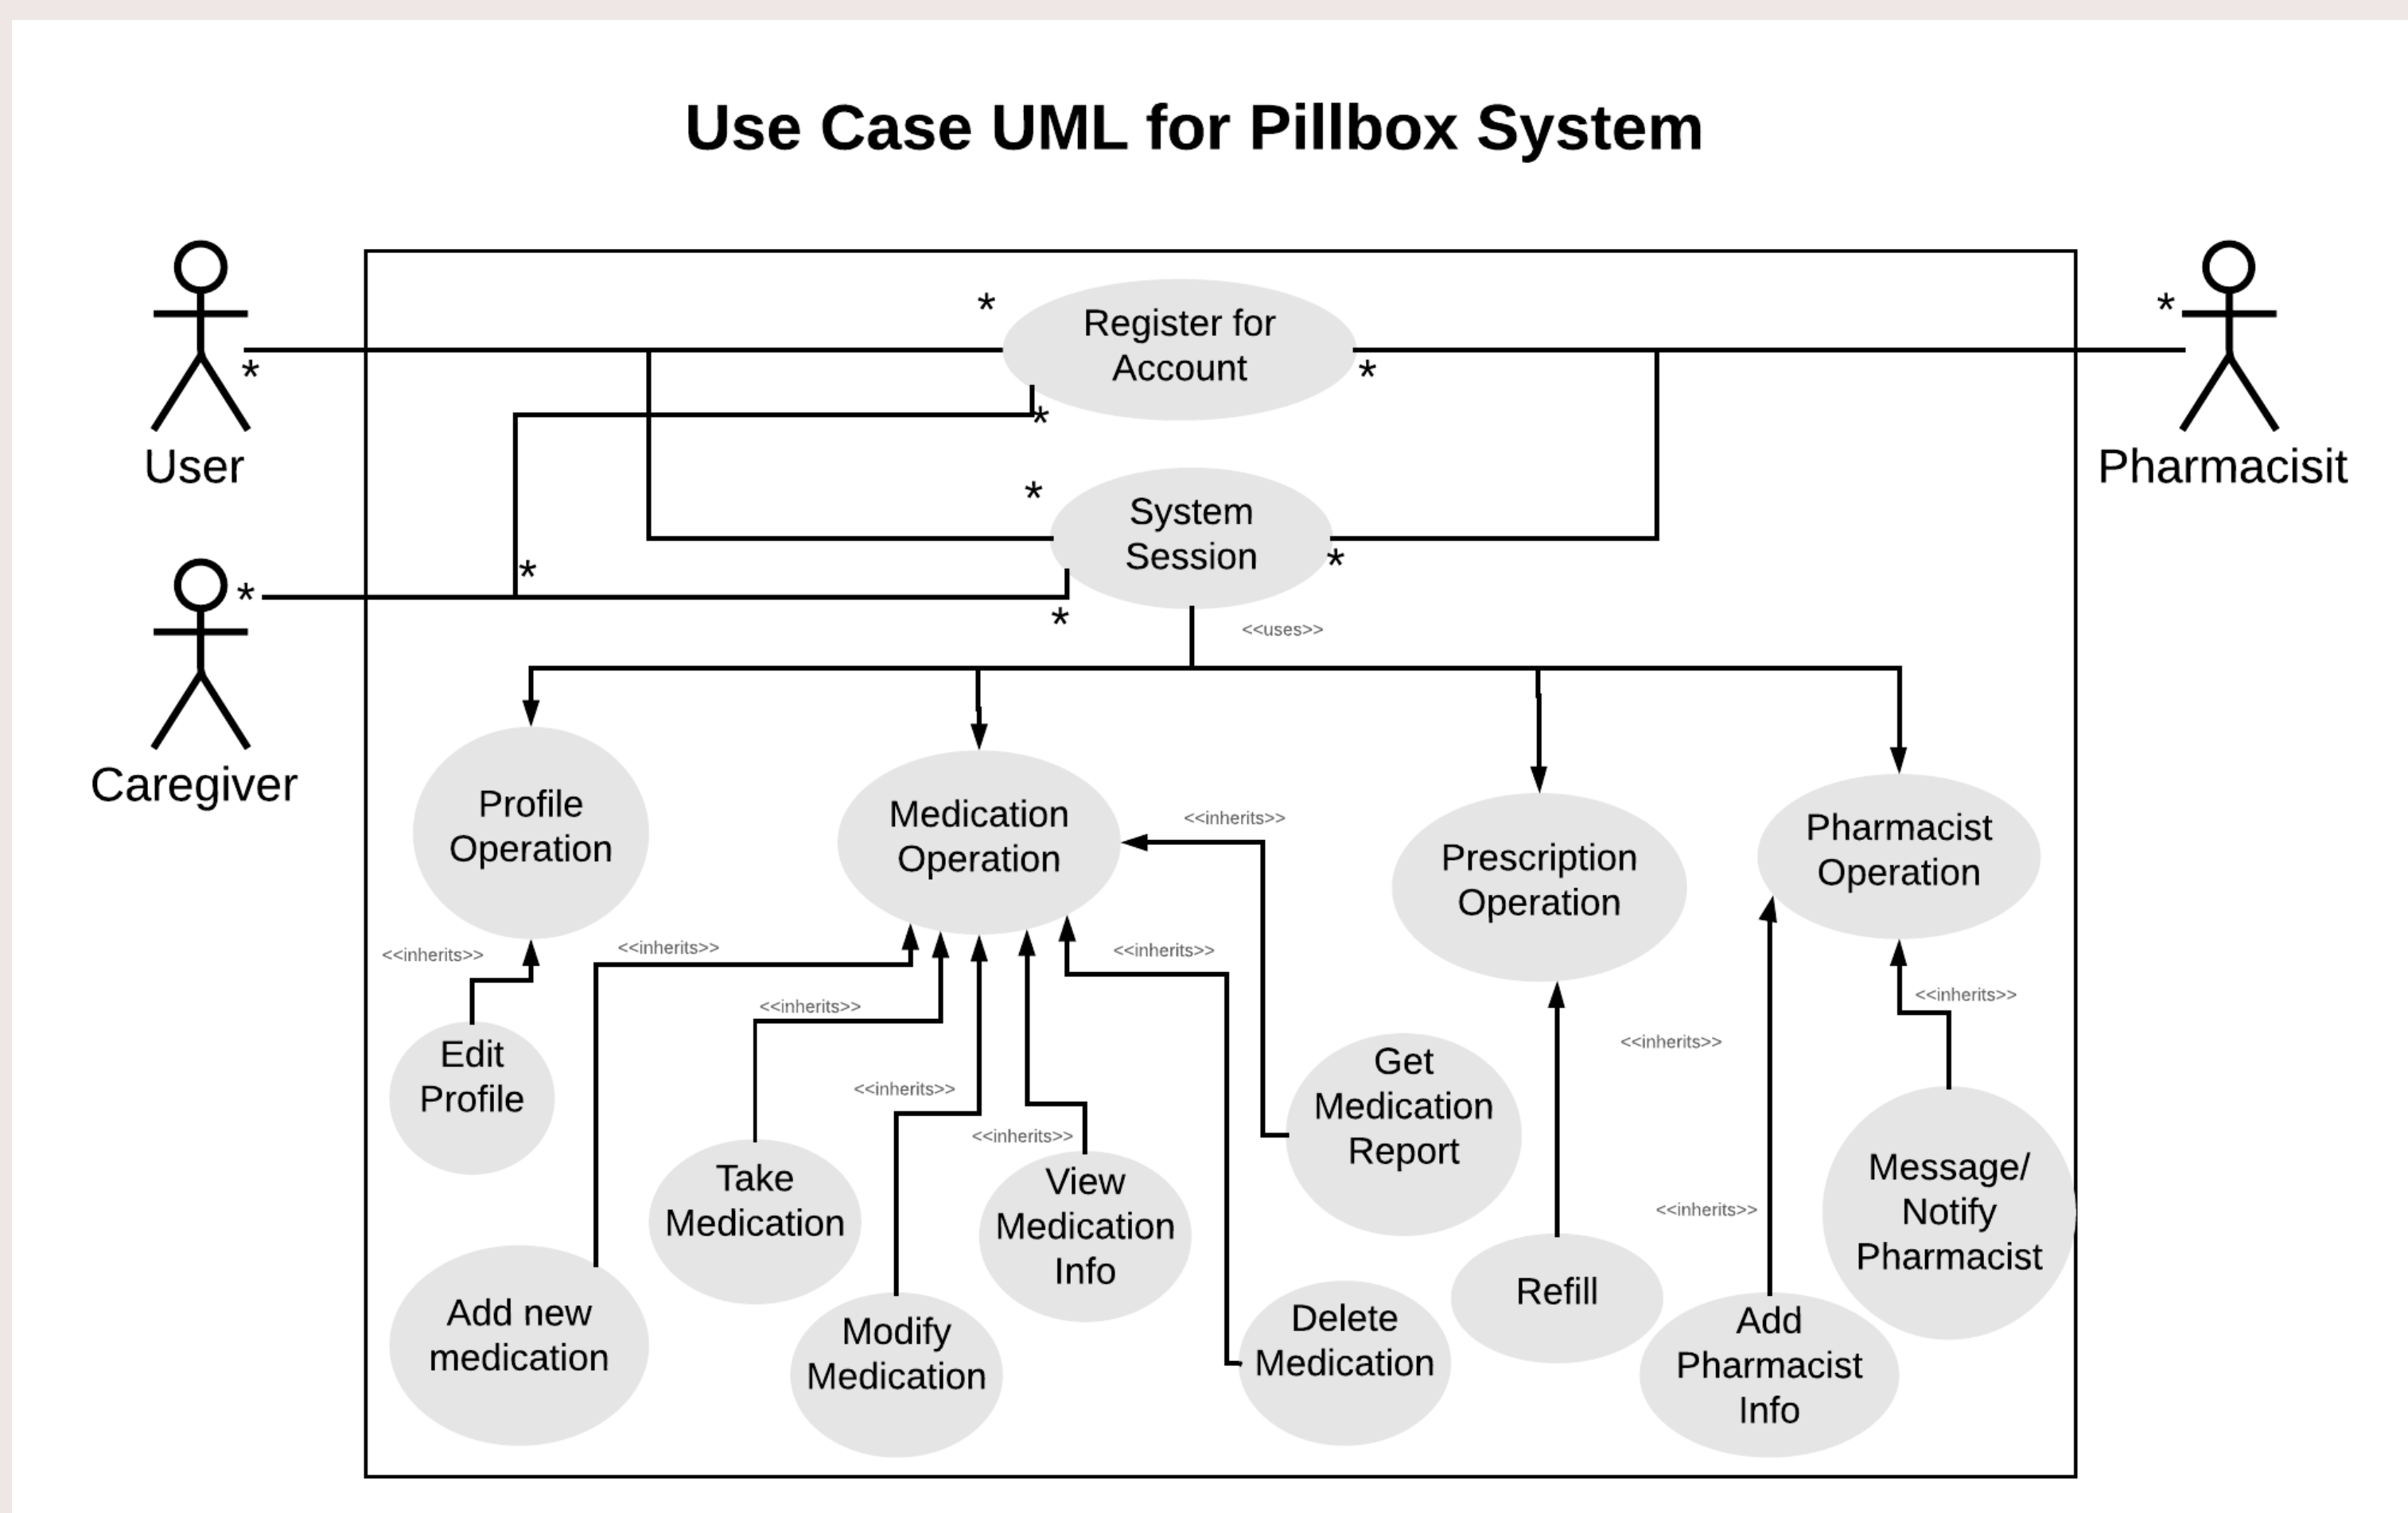 Use Case UML for Pillbox System
*
Register for
Account
*
*
*
*
User
Pharmacisit
*
System
Session
*
*
*
*
Caregiver
<<uses>>
Profile
Operation
Medication
Operation
<<inherits>>
Prescription
Operation
Pharmacist
Operation
<<inherits>>
<<inherits>>
<<inherits>>
<<inherits>>
<<inherits>>
<<inherits>>
<<inherits>>
<<inherits>>
<<inherits>>
Edit
Profile
Get
Medication
Report
Take
Medication
View
Medication
Info
Message/
Notify
Pharmacist
Add new
medication
Modify
Medication
Delete
Medication
Refill
Add
Pharmacist
Info